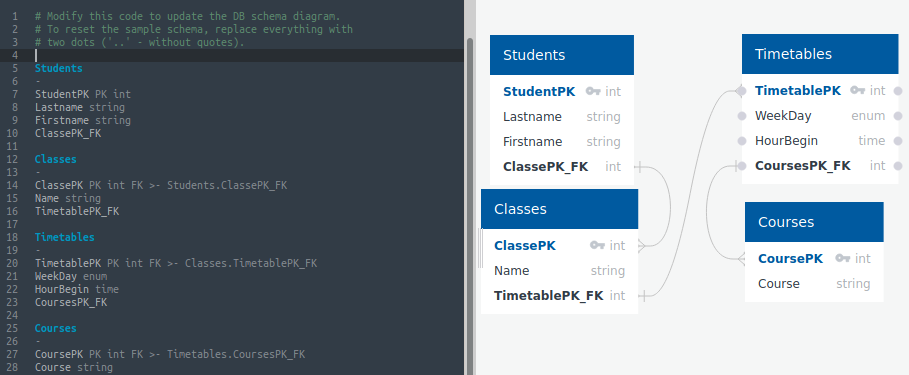 1 # Modify this code to update the DB schema diagram.
2 # To reset the sample schema, replace everything with
3 # two dots ('..' - without quotes).
4
5 Students
6 -
7 StudentPK PK int
8 Lastname string
9 Firstname string
10 ClassePK_FK
11
12 Classes
13 -
14 ClassePK PK int FK >- Students.ClassePK_FK
15 Name string
16 TimetablePK_FK
17
18 Timetables
19 -
20 TimetablePK PK int FK >- Classes.TimetablePK_FK
21 WeekDay enum
22 HourBegin time
23 CoursesPK_FK
24
25 Courses
26 -
27 CoursePK PK int FK >- Timetables.CoursesPK_FK
28 Course string
Students
StudentPK int
Lastname string
Firstname string
ClassePK_FK int
Classes
ClassePK int
Name string
TimetablePK_FK int
Timetables
TimetablePK int
WeekDay enum
HourBegin time
CoursesPK_FK int
Courses
CoursePK int
Course string